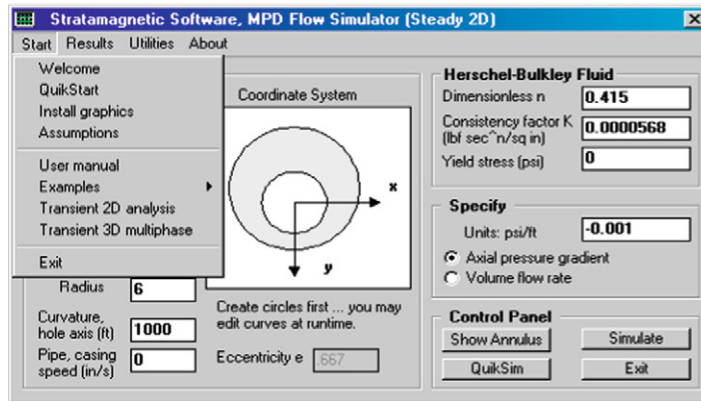 Stratamagnetic Software, MPD Flow Simulator (Steady 2D)
Start Results Utilities About
Welcome
QuikStart
Install graphics
Assumptions
User manual
Examples
Transient 2D analysis
Transient 3D multiphase
Exit
Radius 6
Curvature,
hole axis (ft) 1000
Pipe, casing
speed (in/s) 0
Coordinate System
x
y
Create circles first ... you may
edit curves at runtime.
Eccentricity e .667
Herschel-Bulkley Fluid
Dimensionless n 0.415
Consistency factor K
(lbf sec^n/sq in) 0.0000568
Yield stress (psi) 0
Specify
Units: psi/ft -0.001
Axial pressure gradient
Volume flow rate
Control Panel
Show Annulus Simulate
QuikSim Exit